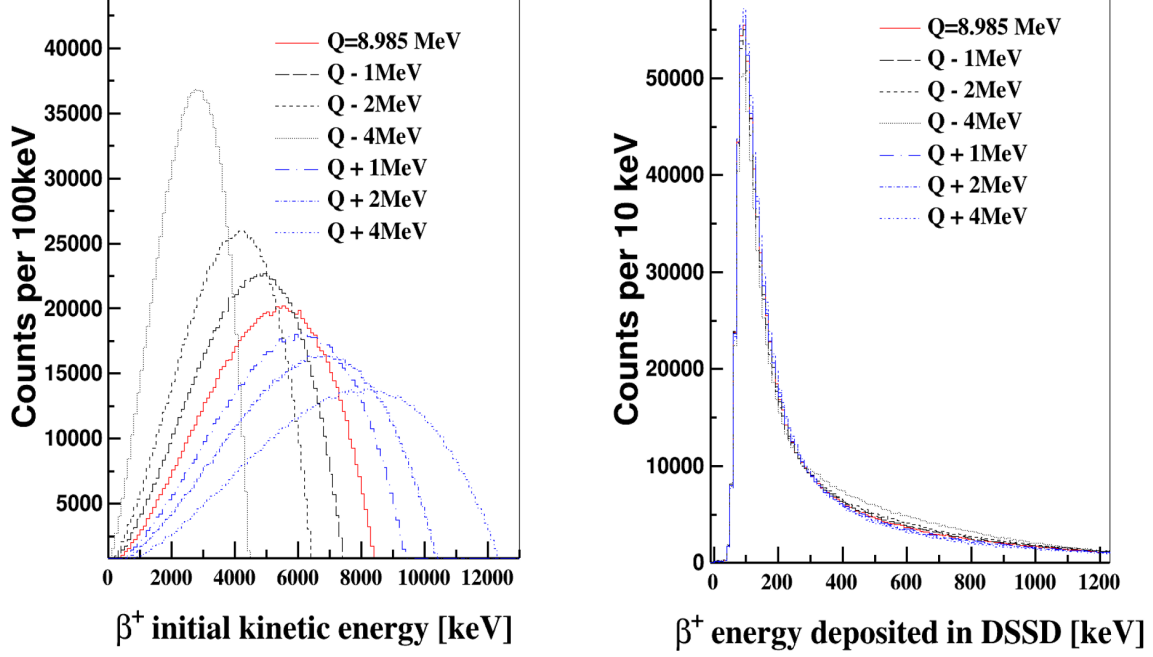 40000
35000
30000
25000
20000
15000
10000
5000
Counts per 100keV
Q=8.985 MeV
Q - 1MeV
Q - 2MeV
Q - 4MeV
Q + 1MeV
Q + 2MeV
Q + 4MeV
0 2000 4000 6000 8000 10000 12000
β+ initial kinetic energy [keV]
50000
40000
30000
20000
10000
0
Counts per 10 keV
Q=8.985 MeV
Q - 1MeV
Q - 2MeV
Q - 4MeV
Q + 1MeV
Q + 2MeV
Q + 4MeV
0 200 400 600 800 1000 1200
β+ energy deposited in DSSD [keV]